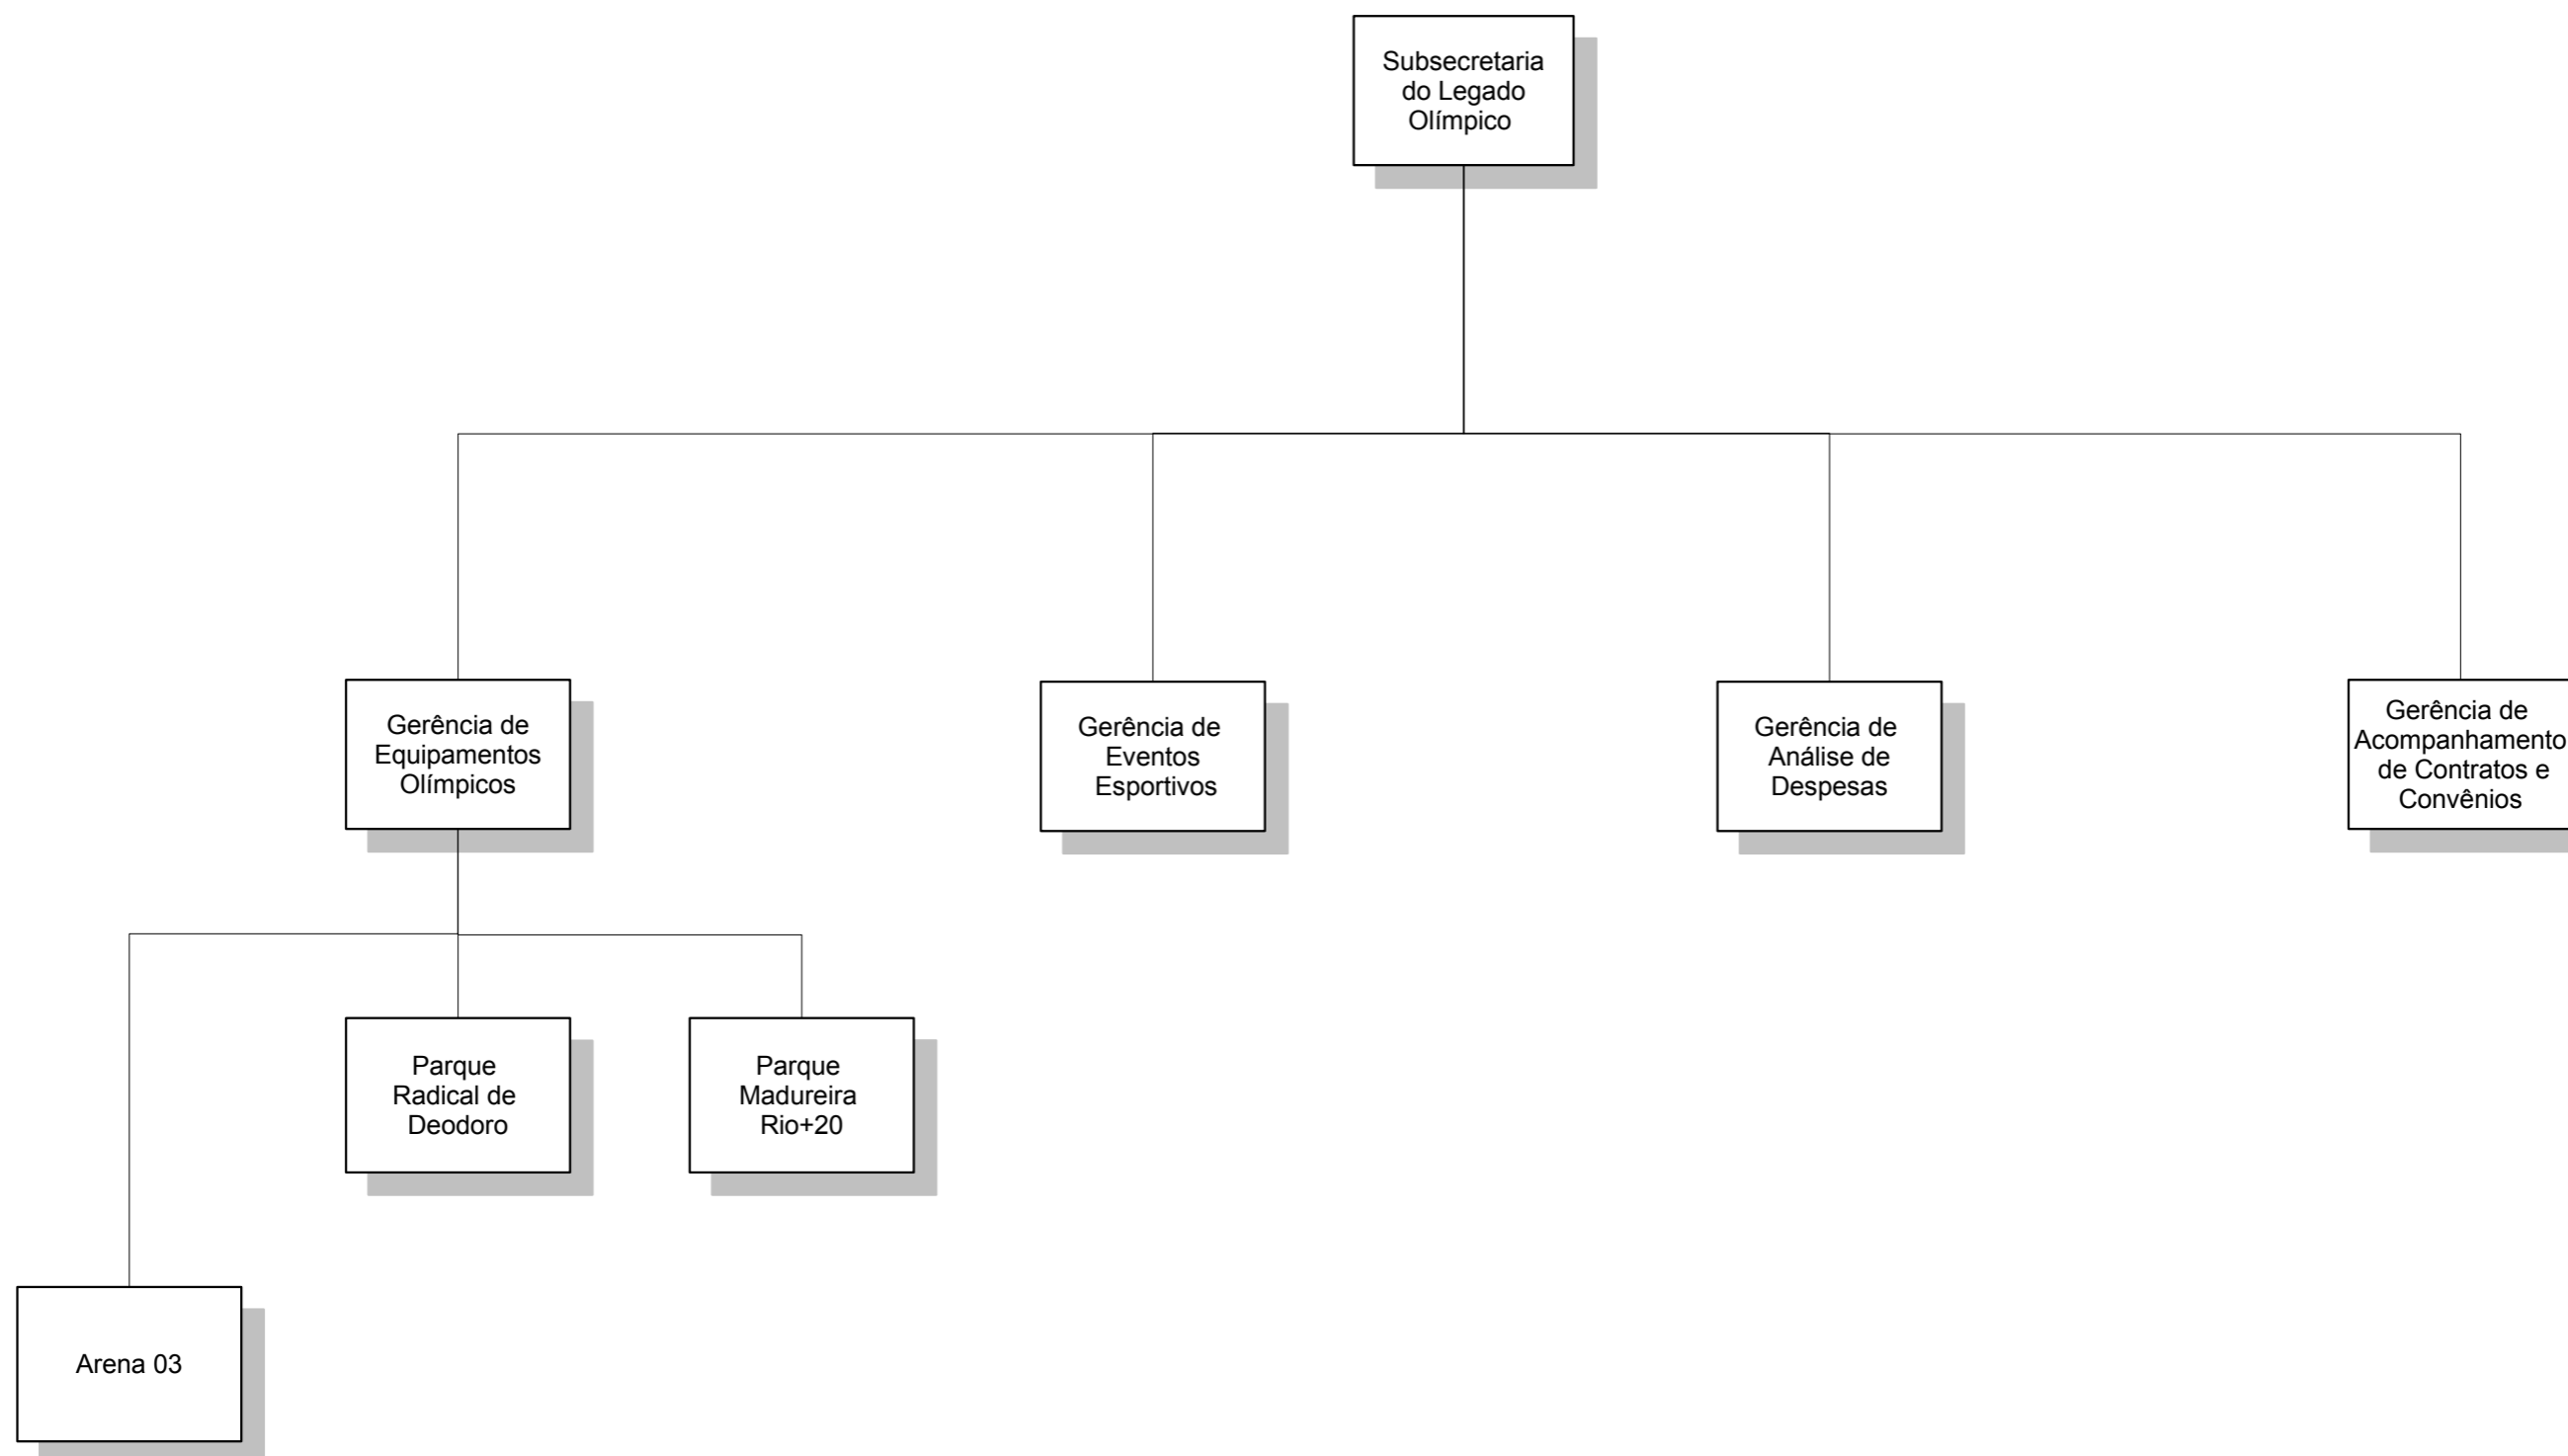 Subsecretaria
do Legado
Olímpico
Gerência de
Equipamentos
Olímpicos
Gerência de
Eventos
Esportivos
Gerência de
Análise de
Despesas
Gerência de
Acompanhamento
de Contratos e
Convênios
Parque
Radical de
Deodoro
Parque
Madureira
Rio+20
Arena 03